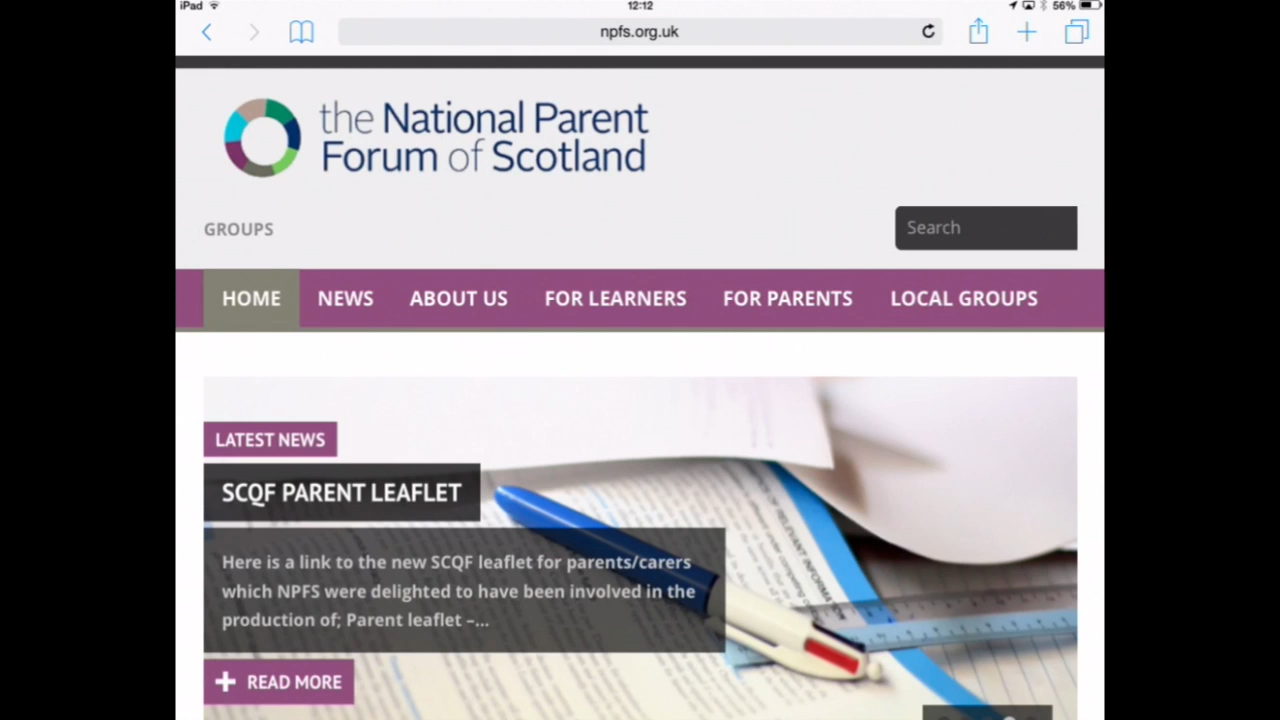 iPad 12:12 56%
npfs.org.uk
the National Parent
Forum of Scotland
GROUPS
Search
HOME NEWS ABOUT US FOR LEARNERS FOR PARENTS LOCAL GROUPS
LATEST NEWS
SCQF PARENT LEAFLET
Here is a link to the new SCQF leaflet for parents/carers
which NPFS were delighted to have been involved in the
production of; Parent leaflet –...
READ MORE
RELEVANT INFORMATION